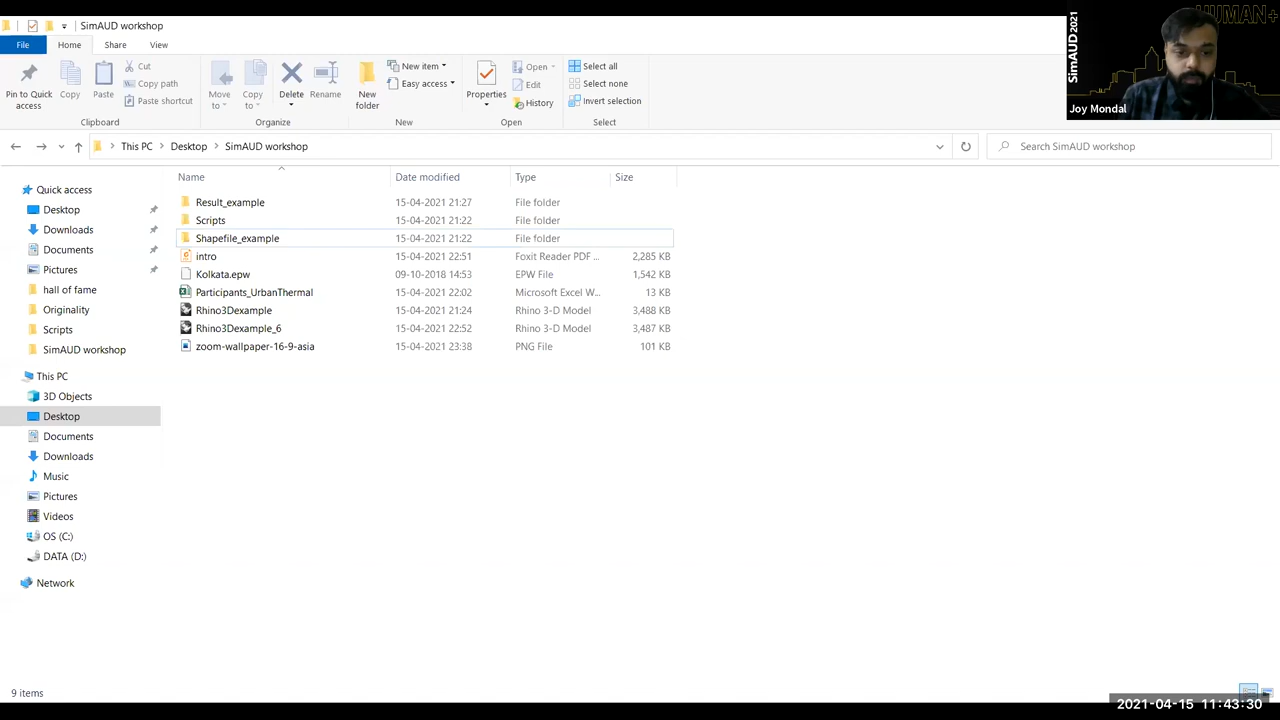 SimAUD workshop
File Home Share View
Pin to Quick access
Copy
Paste
Cut
Copy path
Paste shortcut
Clipboard
Move to
Copy to
Delete
Rename
Organize
New folder
New item
Easy access
New
Properties
Open
Edit
History
Open
Select all
Select none
Invert selection
Select
SimAUD2021
HUMAN+
Joy Mondal
This PC Desktop SimAUD workshop
Search SimAUD workshop
Name Date modified Type Size
Result_example 15-04-2021 21:27 File folder
Scripts 15-04-2021 21:22 File folder
Shapefile_example 15-04-2021 21:22 File folder
intro 15-04-2021 22:51 Foxit Reader PDF ... 2,285 KB
Kolkata.epw 09-10-2018 14:53 EPW File 1,542 KB
Participants_UrbanThermal 15-04-2021 22:02 Microsoft Excel W... 13 KB
Rhino3Dexample 15-04-2021 21:24 Rhino 3-D Model 3,488 KB
Rhino3Dexample_6 15-04-2021 22:52 Rhino 3-D Model 3,487 KB
zoom-wallpaper-16-9-asia 15-04-2021 23:38 PNG File 101 KB
Quick access
Desktop
Downloads
Documents
Pictures
hall of fame
Originality
Scripts
SimAUD workshop
This PC
3D Objects
Desktop
Documents
Downloads
Music
Pictures
Videos
OS (C:)
DATA (D:)
Network
9 items
2021-04-15 11:43:30